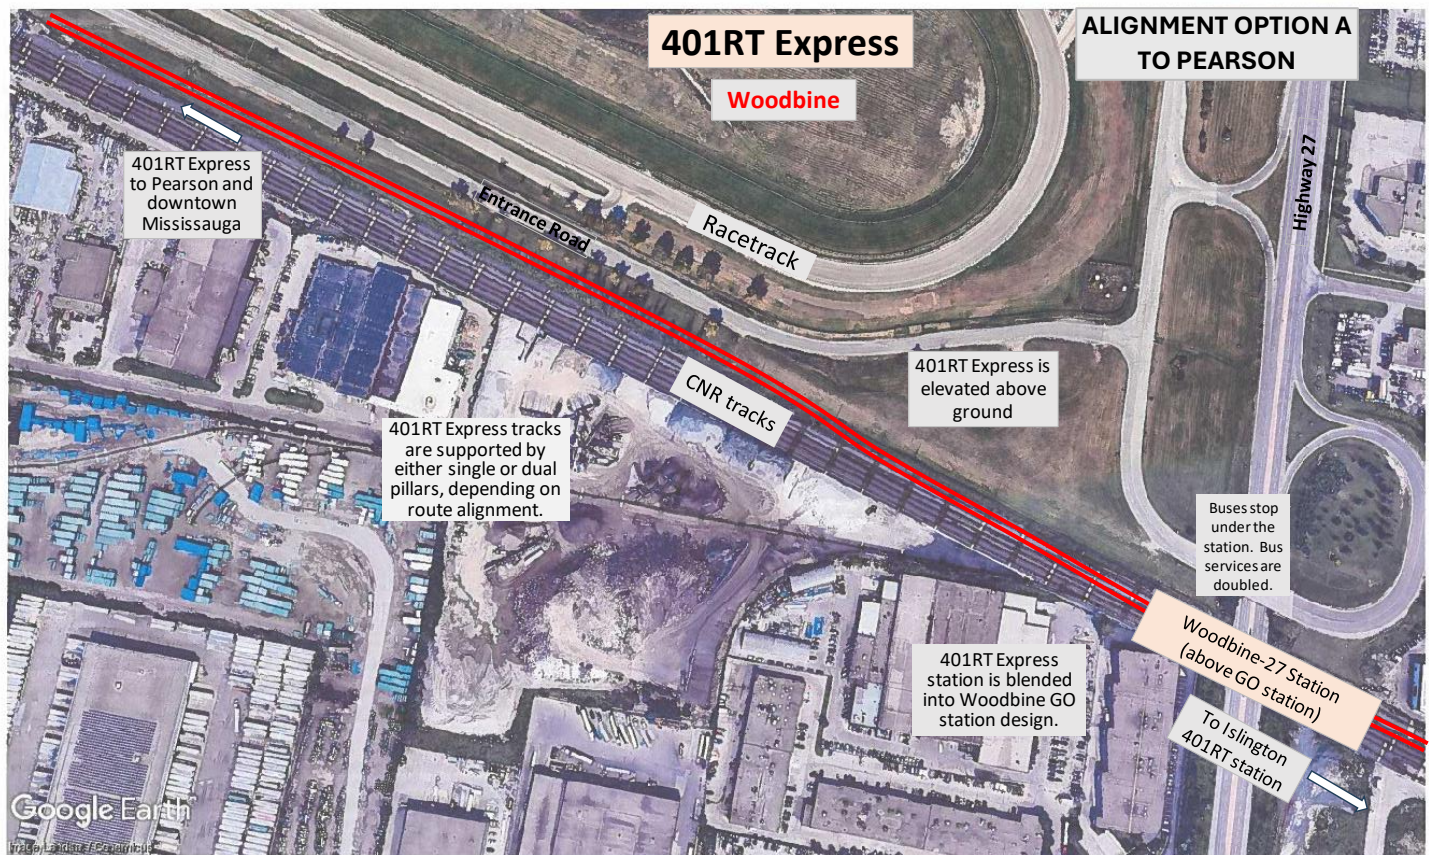 401RT Express
Woodbine
ALIGNMENT OPTION A
TO PEARSON
401RT Express
to Pearson and
downtown
Mississauga
Entrance Road
Racetrack
Highway 27
401RT Express is
elevated above
ground
CNR tracks
401RT Express tracks
are supported by
either single or dual
pillars, depending on
route alignment.
Buses stop
under the
station. Bus
services are
doubled.
Woodbine-27 Station
(above GO station)
401RT Express
station is blended
into Woodbine GO
station design.
To Islington
401RT station
Google Earth
Image Landsat / Copernicus